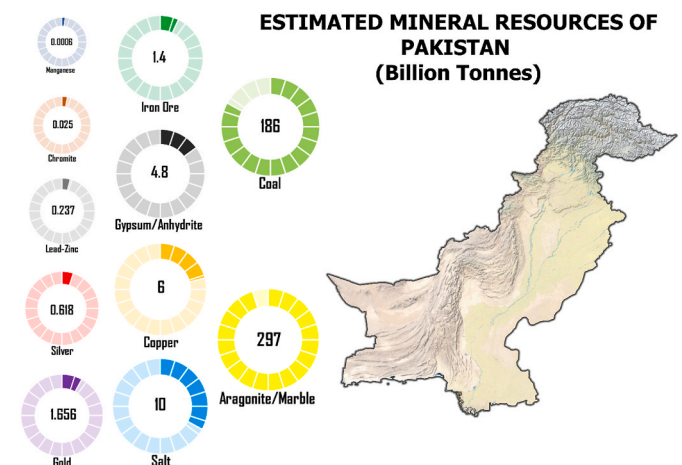 ESTIMATED MINERAL RESOURCES OF
PAKISTAN
(Billion Tonnes)
0.0006
Manganese
1.4
Iron Ore
0.025
Chromite
186
Coal
4.8
Gypsum/Anhydrite
0.237
Lead-Zinc
6
Copper
0.618
Silver
297
Aragonite/Marble
1.656
Gold
10
Salt